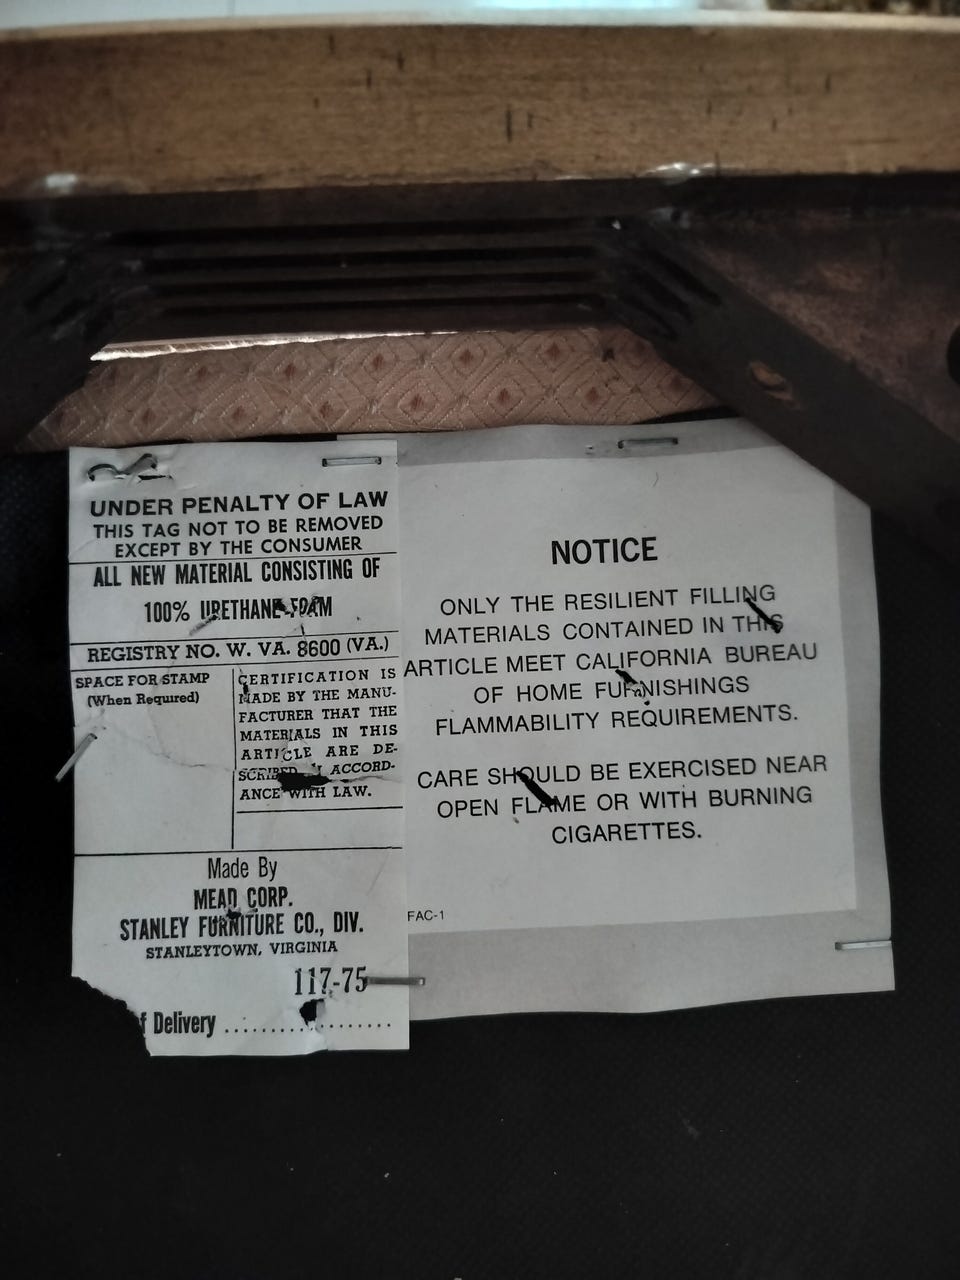 UNDER PENALTY OF LAW
THIS TAG NOT TO BE REMOVED
EXCEPT BY THE CONSUMER
ALL NEW MATERIAL CONSISTING OF
100% URETHANE FOAM
REGISTRY NO. W. VA. 8600 (VA.)
SPACE FOR STAMP
(When Required)
CERTIFICATION IS
MADE BY THE MANU-
FACTURER THAT THE
MATERIALS IN THIS
ARTICLE ARE DE-
SCRIBED IN ACCORD-
ANCE WITH LAW.
Made By
MEAD CORP.
STANLEY FURNITURE CO., DIV.
STANLEYTOWN, VIRGINIA
117-75
f Delivery ..................
NOTICE
ONLY THE RESILIENT FILLING
MATERIALS CONTAINED IN THIS
ARTICLE MEET CALIFORNIA BUREAU
OF HOME FURNISHINGS
FLAMMABILITY REQUIREMENTS.
CARE SHOULD BE EXERCISED NEAR
OPEN FLAME OR WITH BURNING
CIGARETTES.
FAC-1